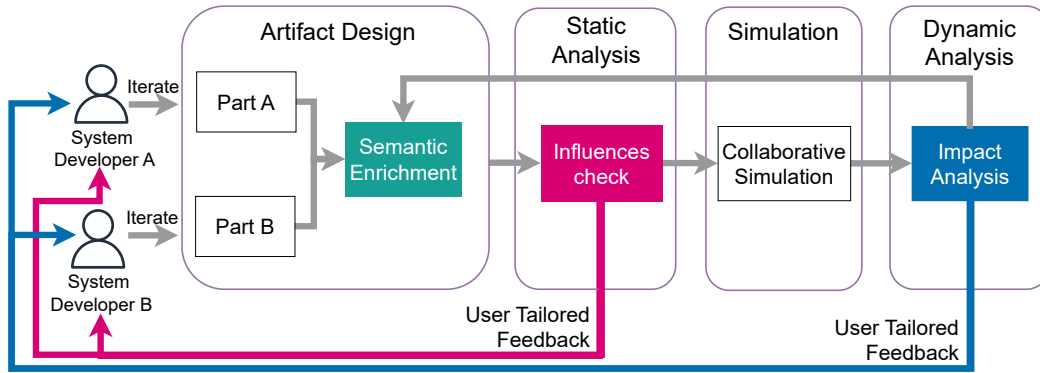 Artifact Design
Static
Analysis
Simulation
Dynamic
Analysis
Iterate
System
Developer A
Part A
Semantic
Enrichment
Influences
check
Collaborative
Simulation
Impact
Analysis
Iterate
Part B
System
Developer B
User Tailored
Feedback
User Tailored
Feedback